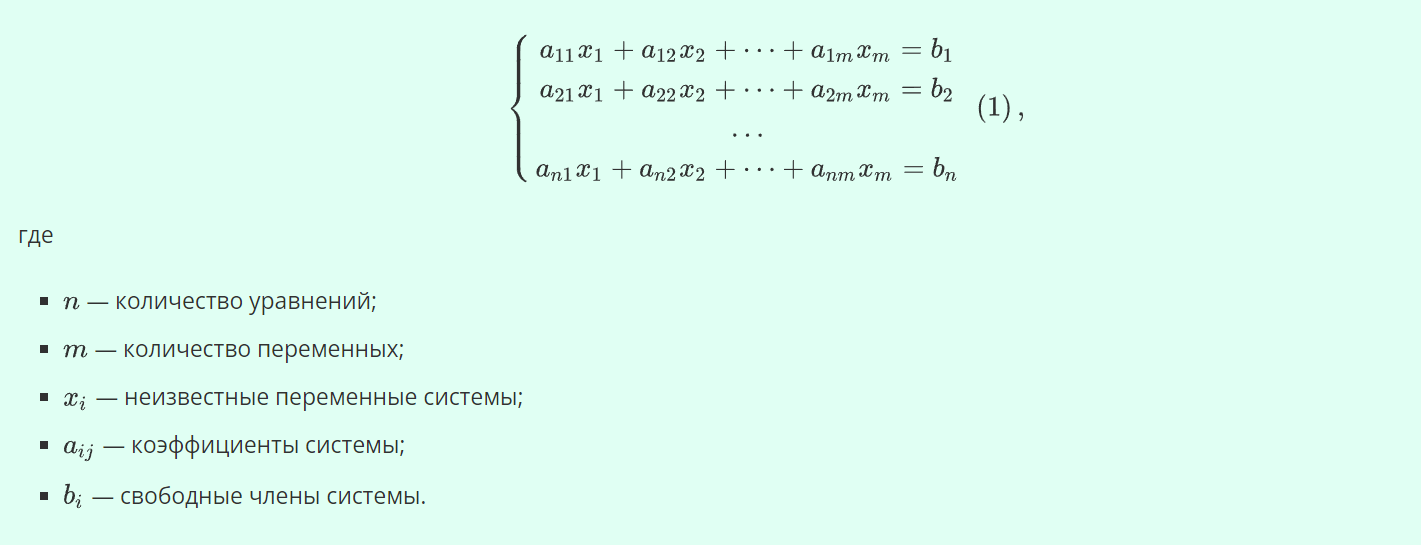 a₁₁x₁ + a₁₂x₂ + ⋯ + a₁ₘxₘ = b₁
a₂₁x₁ + a₂₂x₂ + ⋯ + a₂ₘxₘ = b₂
(1),
…
aₙ₁x₁ + aₙ₂x₂ + ⋯ + aₙₘxₘ = bₙ
где
▪ n — количество уравнений;
▪ m — количество переменных;
▪ xᵢ — неизвестные переменные системы;
▪ aᵢⱼ — коэффициенты системы;
▪ bᵢ — свободные члены системы.